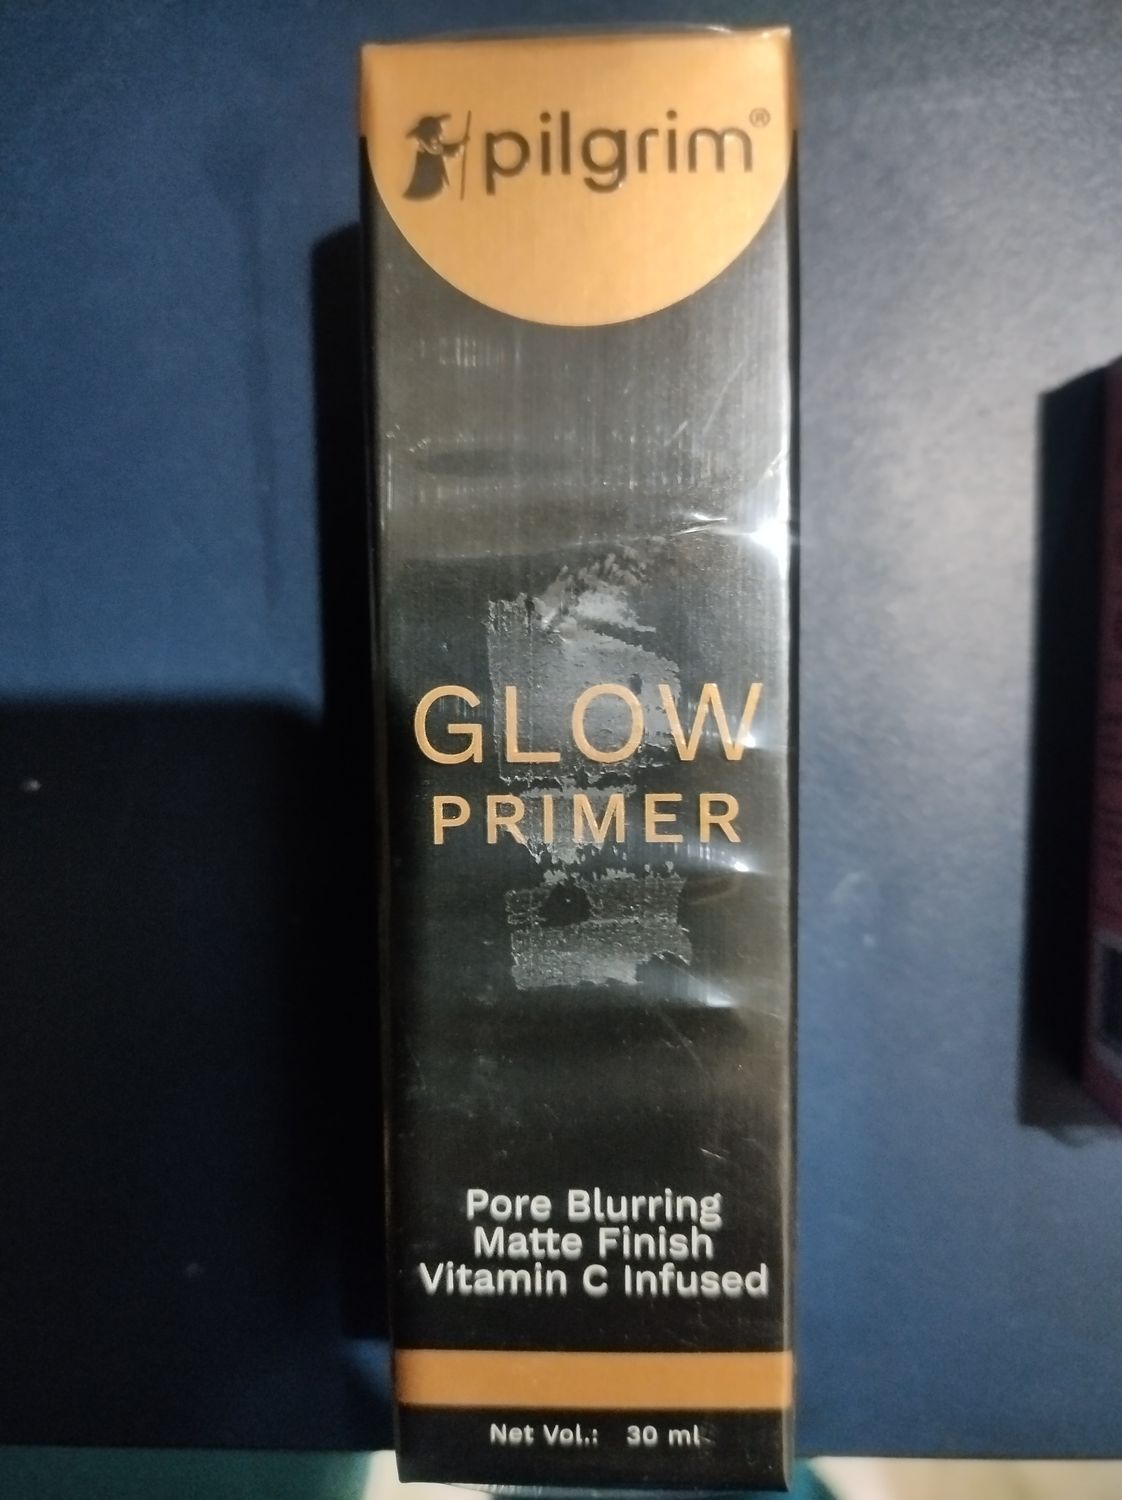 pilgrim®
GLOW
PRIMER
Pore Blurring
Matte Finish
Vitamin C Infused
Net Vol.: 30 ml